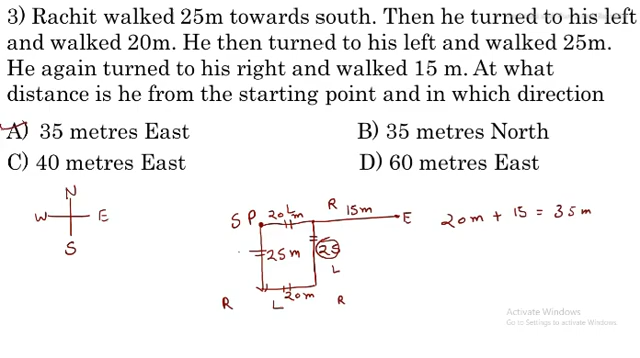 3) Rachit walked 25m towards south. Then he turned to his left
and walked 20m. He then turned to his left and walked 25m.
He again turned to his right and walked 15 m. At what
distance is he from the starting point and in which direction
A) 35 metres East B) 35 metres North
C) 40 metres East D) 60 metres East
N
W E
S
R
SP 20m L 15m E 20m + 15 = 35m
25m 25
L
20m
R L R
Activate Windows
Go to Settings to activate Windows.